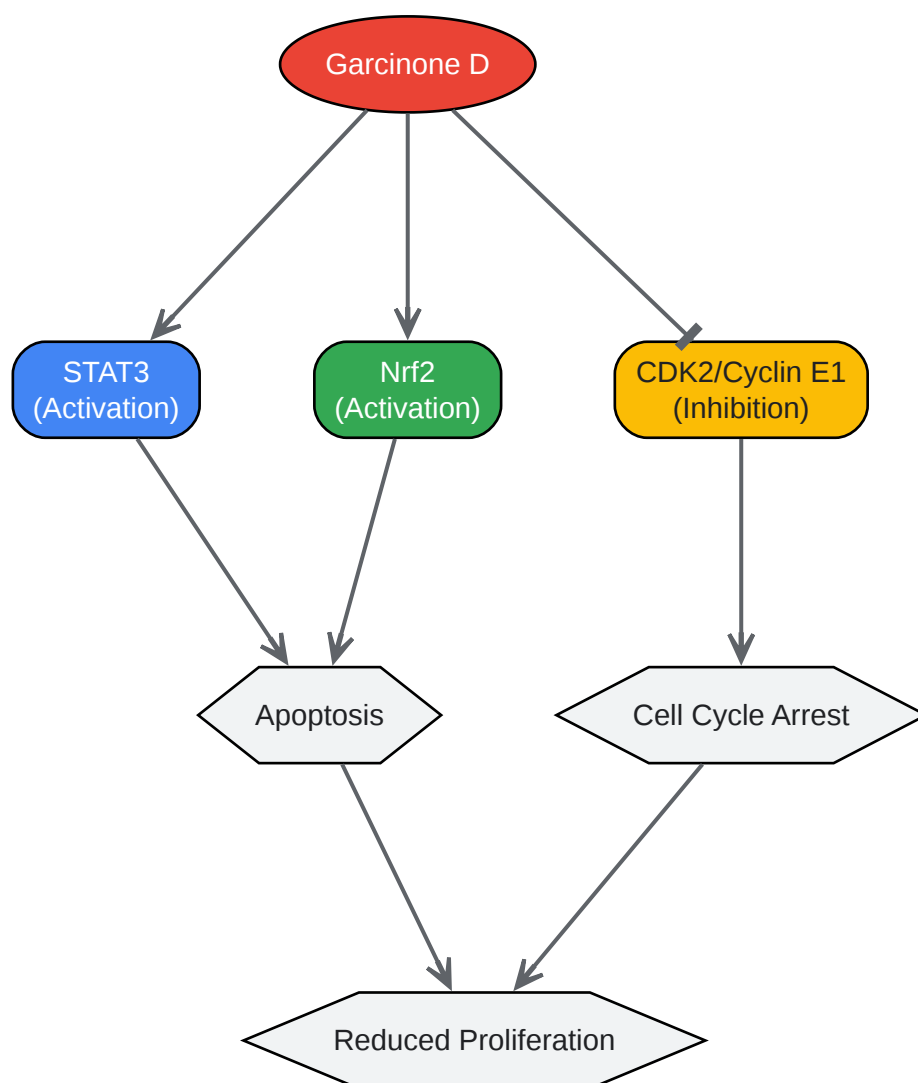 Garcinone D
STAT3
(Activation)
Nrf2
(Activation)
CDK2/Cyclin E1
(Inhibition)
Apoptosis
Cell Cycle Arrest
Reduced Proliferation